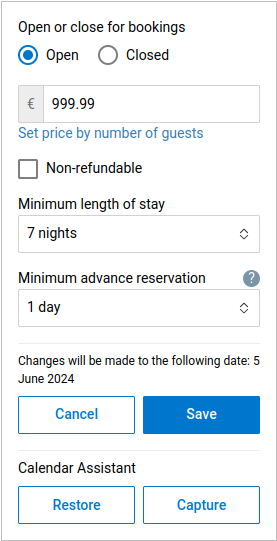 Open or close for bookings
Open
Closed
€ 999.99
Set price by number of guests
Non-refundable
Minimum length of stay
7 nights
Minimum advance reservation ?
1 day
Changes will be made to the following date: 5
June 2024
Cancel
Save
Calendar Assistant
Restore
Capture